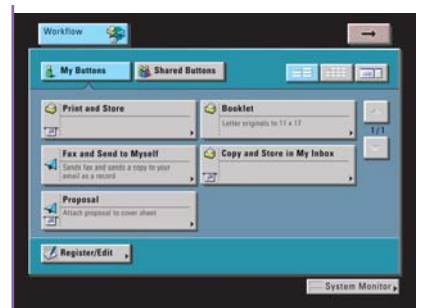 Workflow
My Buttons
Shared Buttons
Print and Store
Booklet
Letter originals to 11 x 17
1/1
Fax and Send to Myself
Sends fax and sends a copy to your
email as a record
Copy and Store in My Inbox
Proposal
Attach proposal to cover sheet
Register/Edit
System Monitor